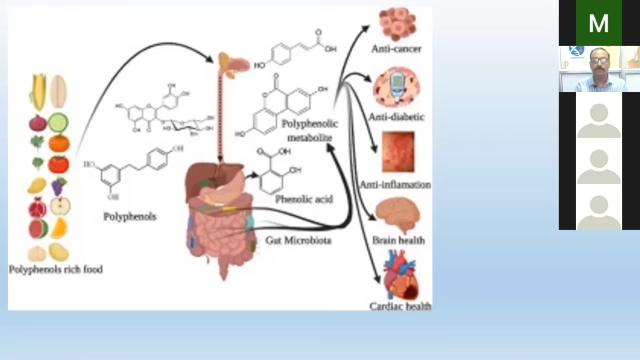 M
Anti-cancer
Anti-diabetic
Polyphenolic
metabolite
Anti-inflamation
Phenolic acid
Polyphenols
Gut Microbiota
Brain health
Polyphenols rich food
Cardiac health